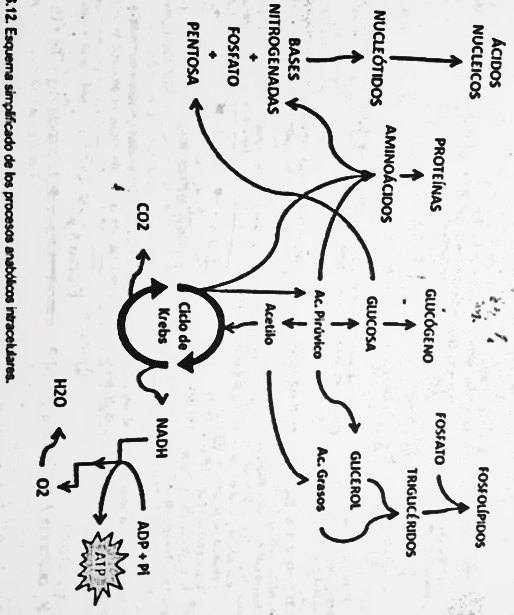 ÁCIDOS
NUCLEICOS
PROTEÍNAS
GLUCÓGENO
FOSFOLÍPIDOS
FOSFATO
NUCLEÓTIDOS
AMINOÁCIDOS
GLUCOSA
TRIGLICÉRIDOS
GLICEROL
BASES
NITROGENADAS
+
FOSFATO
+
PENTOSA
Ac. Pirúvico
Ac. Grasos
Acetilo
Ciclo de
Krebs
CO2
NADH
ADP + Pi
H2O
O2
ATP
.12. Esquema simplificado de los procesos anabólicos intracelulares.